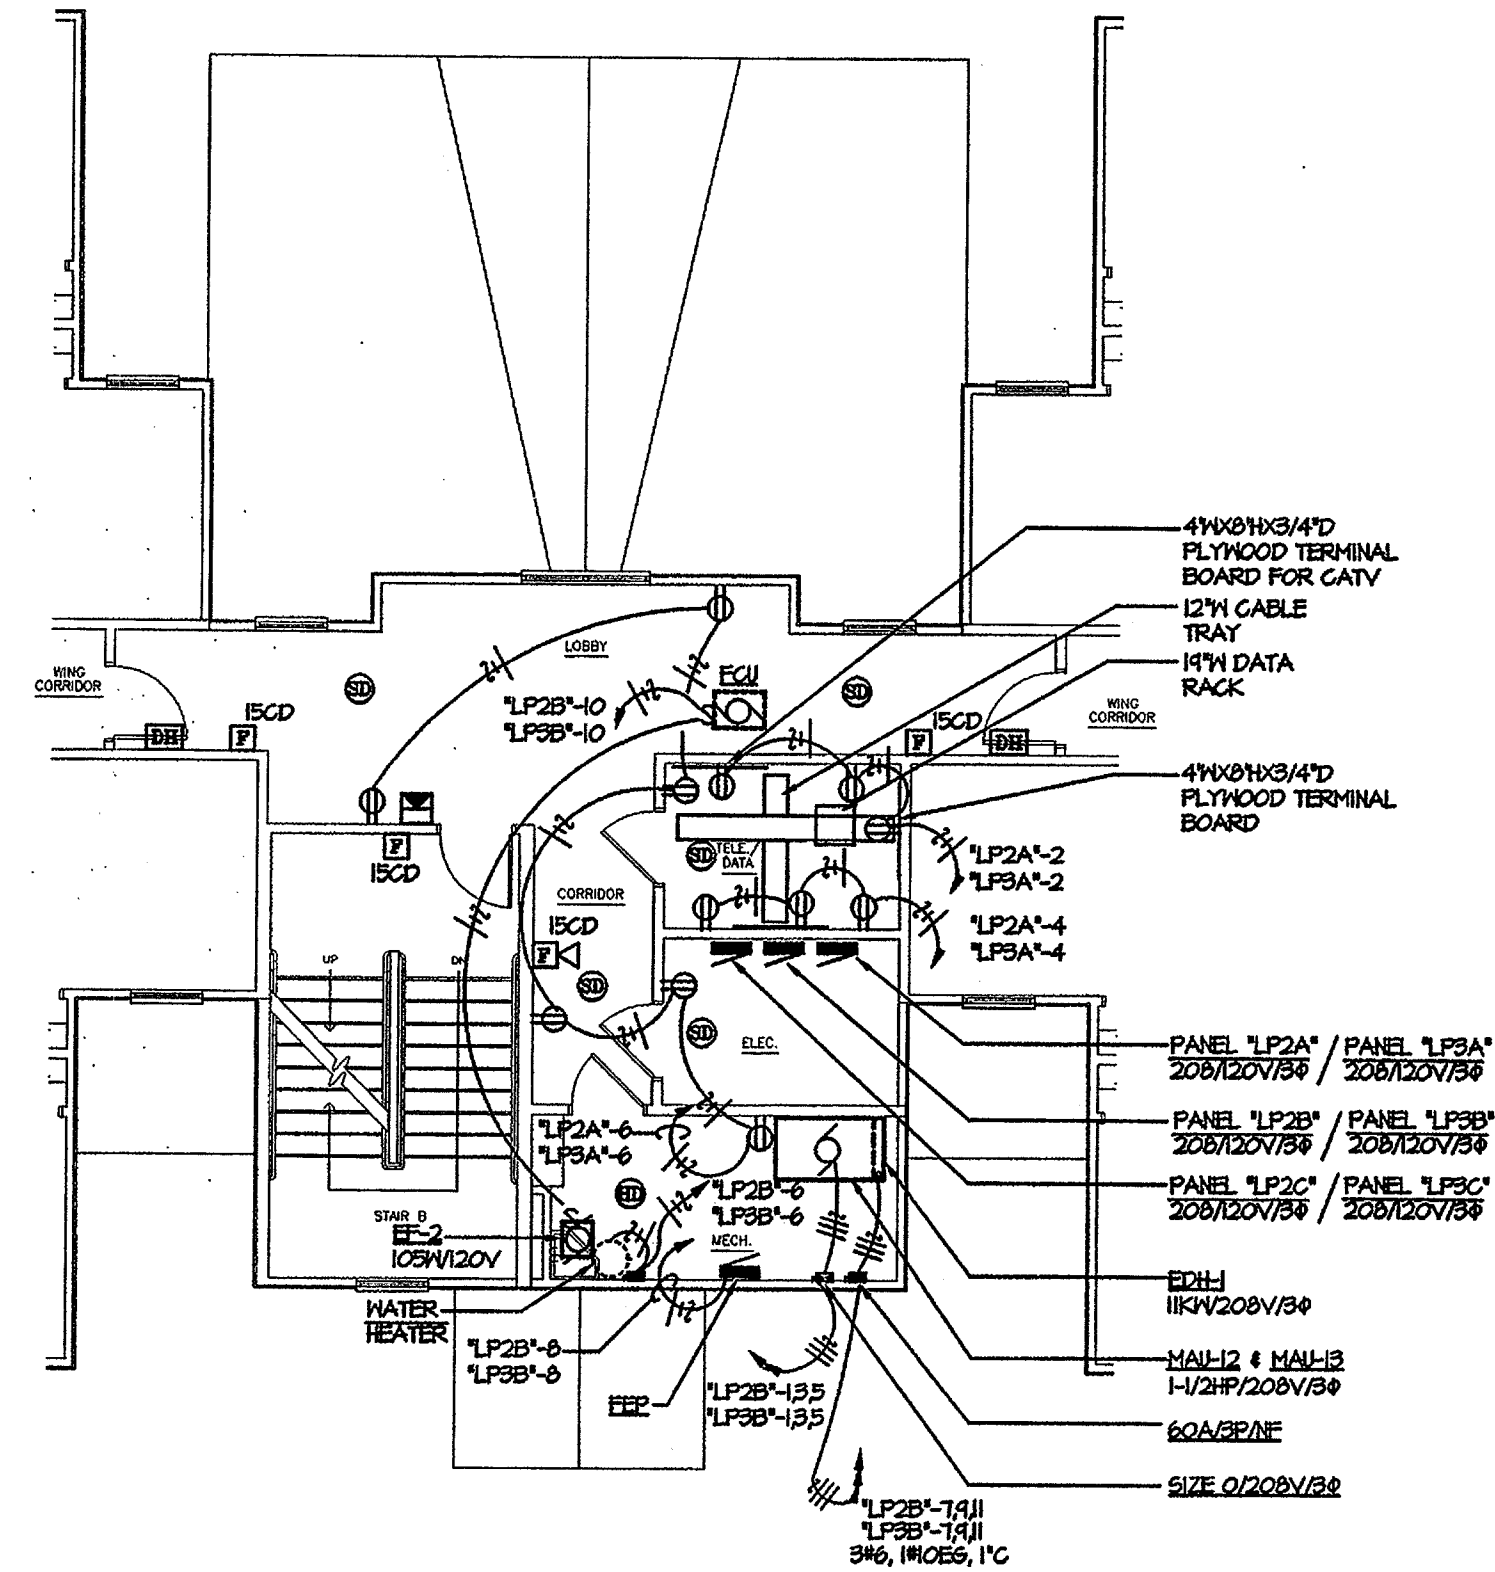 4'WX8'HX3/4"D
PLYWOOD TERMINAL
BOARD FOR CATV
12"W CABLE
TRAY
19"W DATA
RACK
LOBBY
WING
CORRIDOR
SD
SD
FCU
"LP2B"-10
"LP3B"-10
15CD
F
DH
15CD
F
DH
WING
CORRIDOR
4'WX8'HX3/4"D
PLYWOOD TERMINAL
BOARD
F
15CD
SD
TELE.
DATA
"LP2A"-2
"LP3A"-2
CORRIDOR
15CD
F
"LP2A"-4
"LP3A"-4
UP
DN
SD
SD
ELEC.
PANEL "LP2A" / PANEL "LP3A"
208/120V/3Φ / 208/120V/3Φ
PANEL "LP2B" / PANEL "LP3B"
208/120V/3Φ / 208/120V/3Φ
PANEL "LP2C" / PANEL "LP3C"
208/120V/3Φ / 208/120V/3Φ
"LP2A"-6
"LP3A"-6
HD
"LP2B"-6
"LP3B"-6
MECH.
STAIR B
EF-2
105W/120V
EDH-1
11KW/208V/3Φ
WATER
HEATER
"LP2B"-8
"LP3B"-8
FEP
"LP2B"-1,3,5
"LP3B"-1,3,5
MAU-12 & MAU-13
1-1/2HP/208V/3Φ
60A/3P/NF
SIZE 0/208V/3Φ
"LP2B"-7,9,11
"LP3B"-7,9,11
3#6, 1#10EG, 1"C